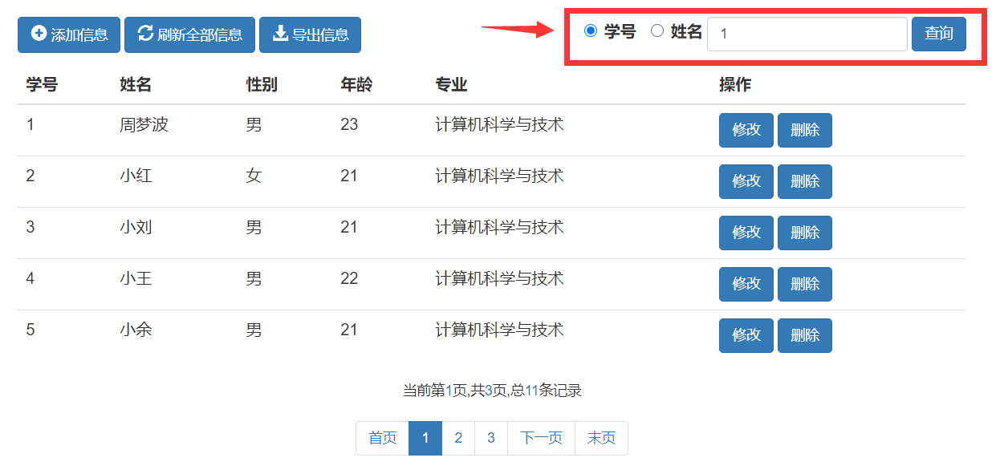 添加信息 刷新全部信息 导出信息 学号 姓名 1 查询
学号 姓名 性别 年龄 专业 操作
1 周梦波 男 23 计算机科学与技术 修改 删除
2 小红 女 21 计算机科学与技术 修改 删除
3 小刘 男 21 计算机科学与技术 修改 删除
4 小王 男 22 计算机科学与技术 修改 删除
5 小余 男 21 计算机科学与技术 修改 删除
当前第1页,共3页,总11条记录
首页 1 2 3 下一页 末页